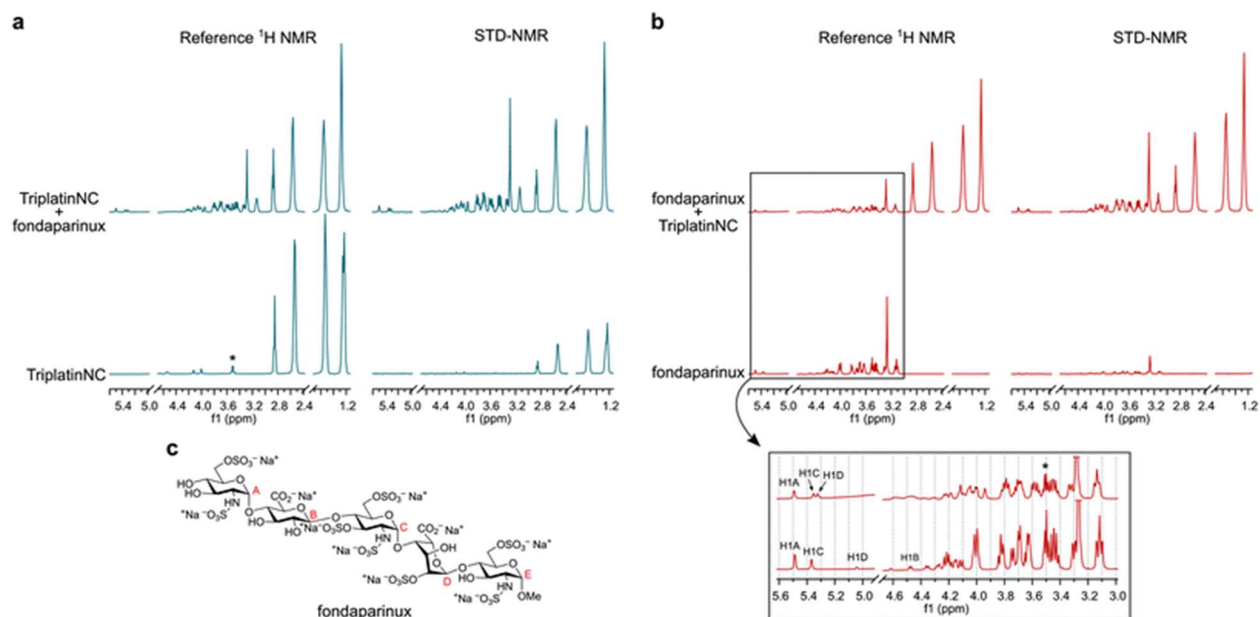 a
Reference ¹H NMR
STD-NMR
TriplatinNC
+
fondaparinux
*
TriplatinNC
5.4 5.0 4.4 4.0 3.6 3.2 2.8 2.4 1.2
f1 (ppm)
5.4 5.0 4.4 4.0 3.6 3.2 2.8 2.4 1.2
f1 (ppm)
b
Reference ¹H NMR
STD-NMR
fondaparinux
+
TriplatinNC
fondaparinux
5.4 5.0 4.4 4.0 3.6 3.2 2.8 2.4 1.2
f1 (ppm)
5.4 5.0 4.4 4.0 3.6 3.2 2.8 2.4 1.2
f1 (ppm)
H1A H1C H1D *
H1A H1C H1D H1B
5.6 5.4 5.2 5.0 4.6 4.4 4.2 4.0 3.8 3.6 3.4 3.2 3.0
f1 (ppm)
c
OSO₃⁻ Na⁺
HO
O
A
HO
HN
⁺Na ⁻O₃S
O
CO₂⁻Na⁺
O
B
HO
HO
O
OSO₃⁻ Na⁺
O
C
⁺Na⁻O₃SO
HN
⁺Na ⁻O₃S
O
CO₂⁻Na⁺
OH
O
D
⁺Na ⁻O₃SO
O
OSO₃⁻ Na⁺
O
E
HO
HN
⁺Na ⁻O₃S
OMe
fondaparinux